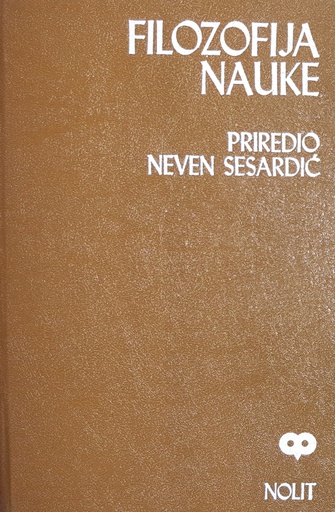 FILOZOFIJA
NAUKE
PRIREDIO
NEVEN SESARDIĆ
NOLIT